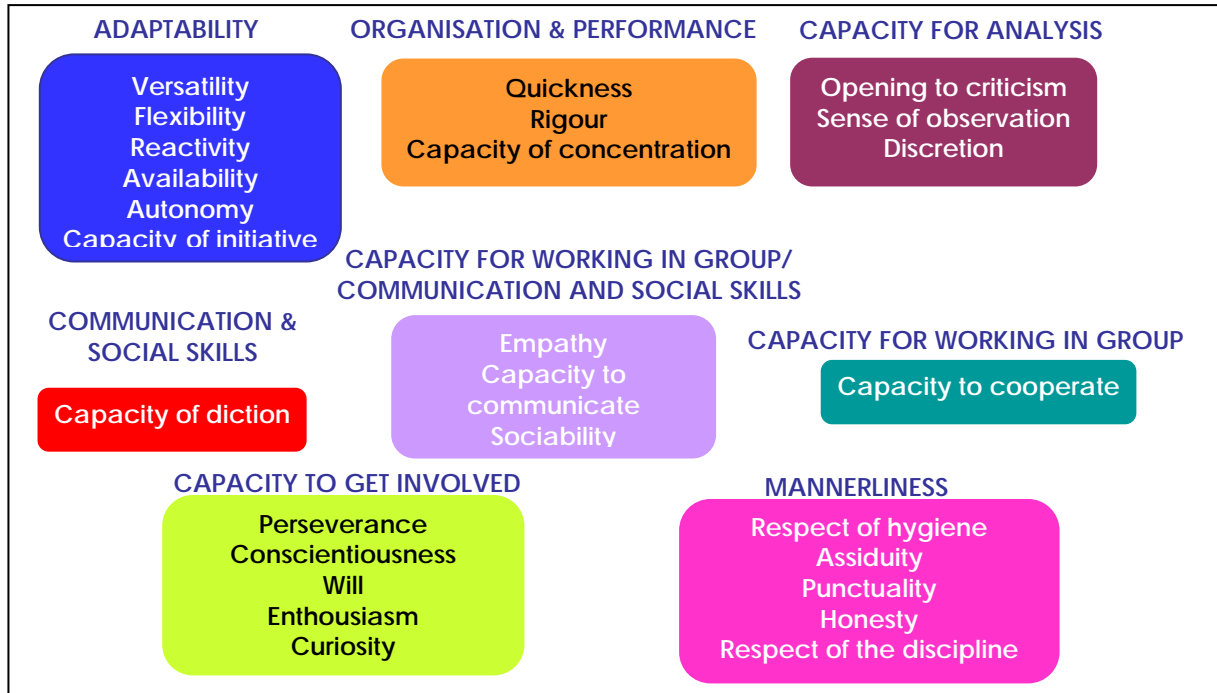 ADAPTABILITY
Versatility
Flexibility
Reactivity
Availability
Autonomy
Capacity of initiative
ORGANISATION & PERFORMANCE
Quickness
Rigour
Capacity of concentration
CAPACITY FOR ANALYSIS
Opening to criticism
Sense of observation
Discretion
COMMUNICATION &
SOCIAL SKILLS
Capacity of diction
CAPACITY FOR WORKING IN GROUP/
COMMUNICATION AND SOCIAL SKILLS
Empathy
Capacity to
communicate
Sociability
CAPACITY FOR WORKING IN GROUP
Capacity to cooperate
CAPACITY TO GET INVOLVED
Perseverance
Conscientiousness
Will
Enthousiasm
Curiosity
MANNERLINESS
Respect of hygiene
Assiduity
Punctuality
Honesty
Respect of the discipline